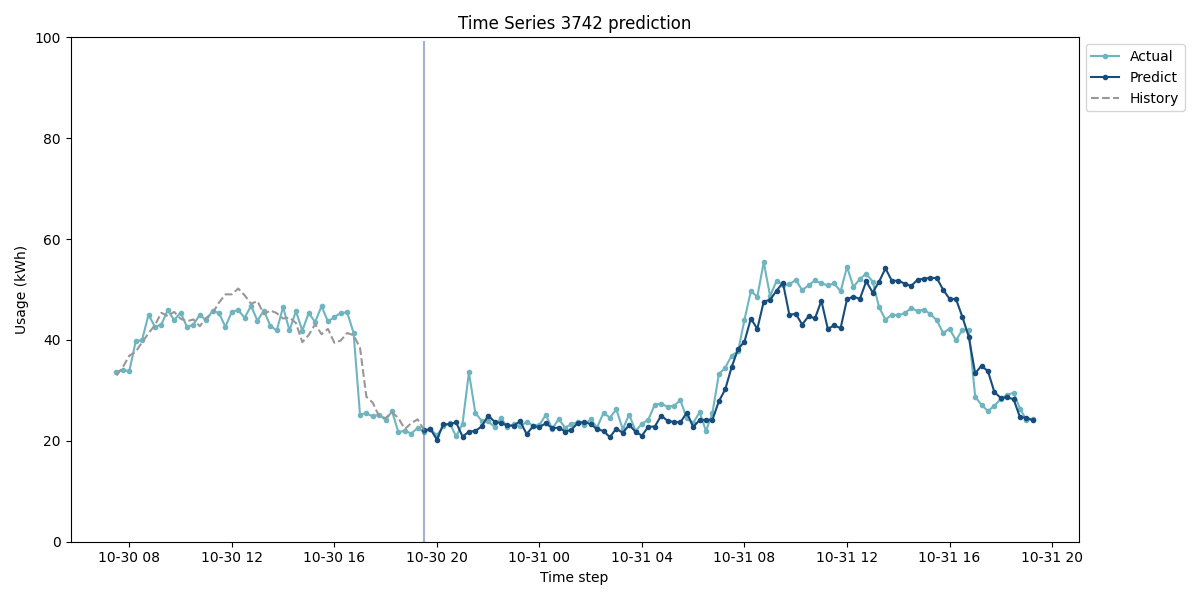 Time Series 3742 prediction
100
80
60
40
20
0
Usage (kWh)
10-30 08
10-30 12
10-30 16
10-30 20
10-31 00
10-31 04
10-31 08
10-31 12
10-31 16
10-31 20
Time step
Actual
Predict
History